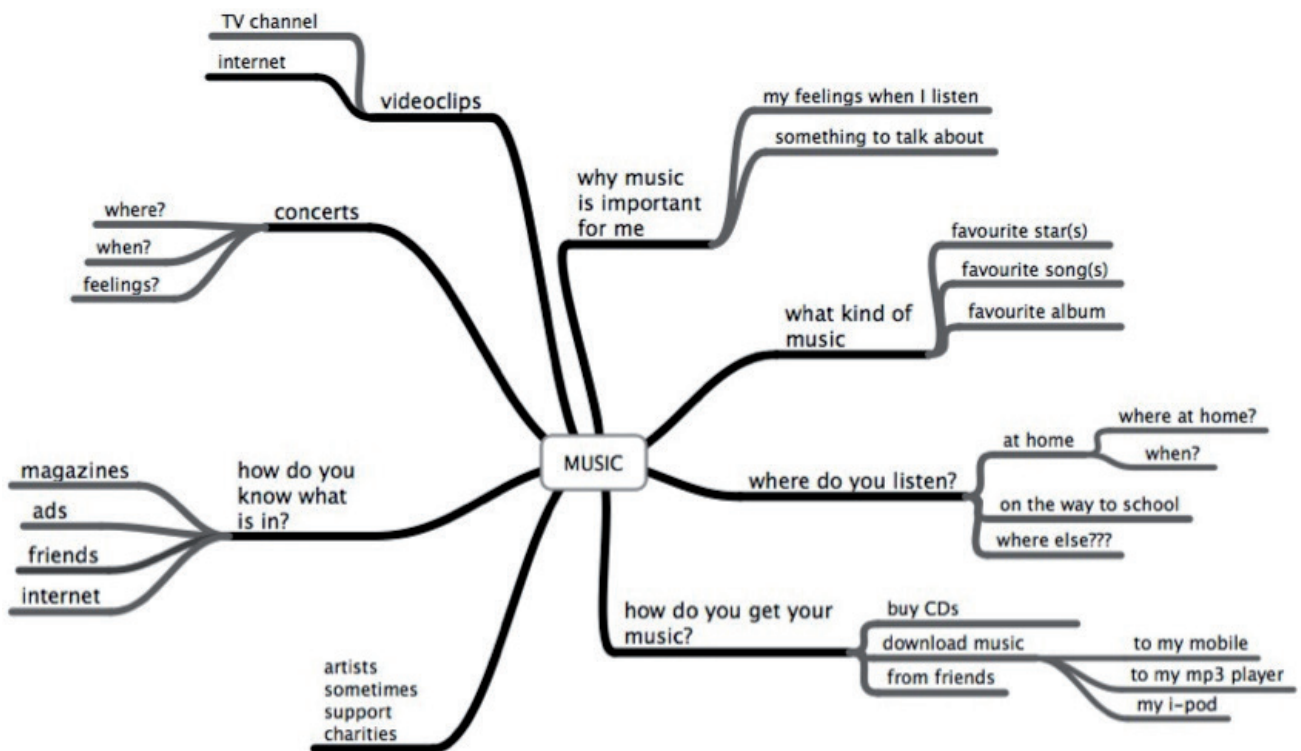 TV channel
internet
videoclips
my feelings when I listen
something to talk about
why music
is important
for me
where?
when?
feelings?
concerts
favourite star(s)
favourite song(s)
favourite album
what kind of
music
MUSIC
where do you listen?
at home
where at home?
when?
on the way to school
where else???
magazines
ads
friends
internet
how do you
know what
is in?
how do you get your
music?
buy CDs
download music
from friends
to my mobile
to my mp3 player
my i-pod
artists
sometimes
support
charities